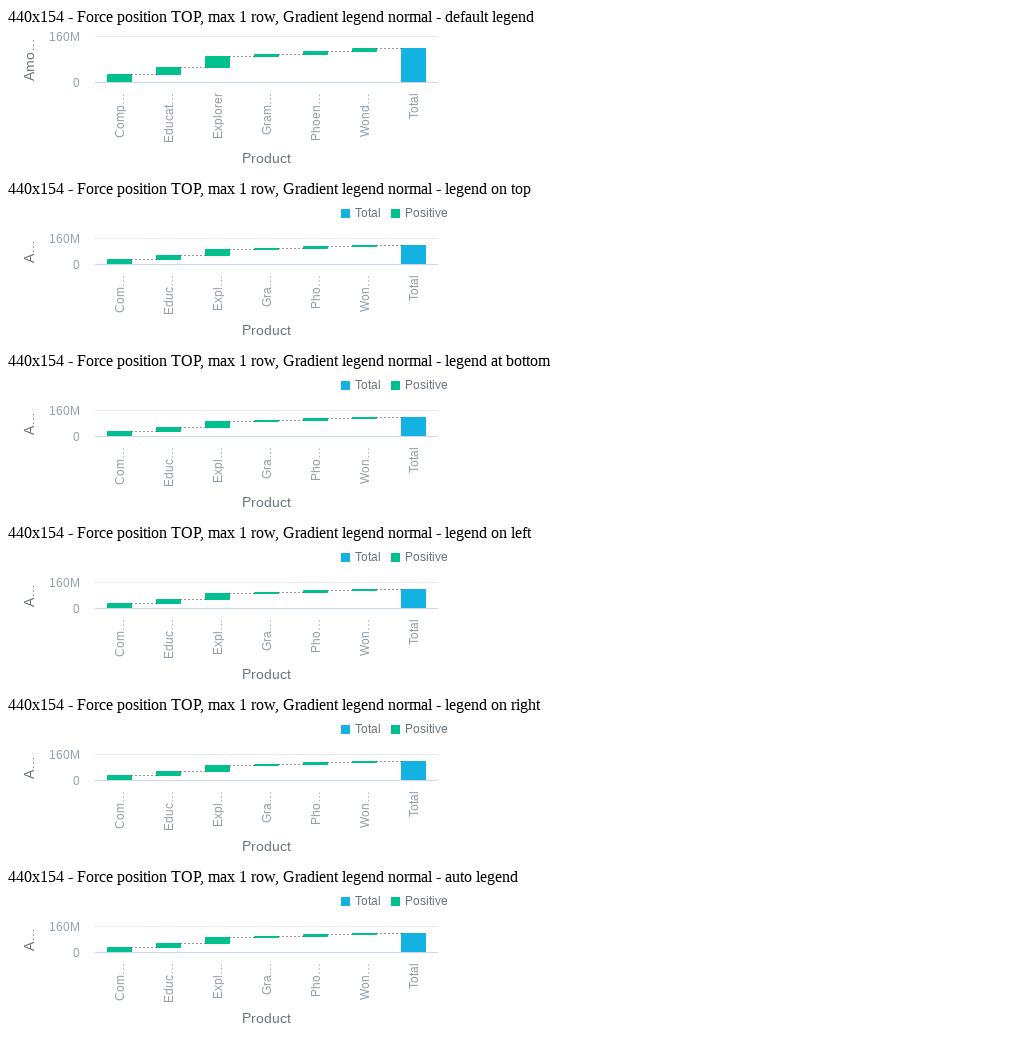 440x154 - Force position TOP, max 1 row, Gradient legend normal - default legend
160M
0
Amo...
Comp...
Educat...
Explorer
Gram...
Phoen...
Wond...
Total
Product
440x154 - Force position TOP, max 1 row, Gradient legend normal - legend on top
Total Positive
160M
0
A...
Com...
Educ...
Expl...
Gra...
Pho...
Won...
Total
Product
440x154 - Force position TOP, max 1 row, Gradient legend normal - legend at bottom
Total Positive
160M
0
A...
Com...
Educ...
Expl...
Gra...
Pho...
Won...
Total
Product
440x154 - Force position TOP, max 1 row, Gradient legend normal - legend on left
Total Positive
160M
0
A...
Com...
Educ...
Expl...
Gra...
Pho...
Won...
Total
Product
440x154 - Force position TOP, max 1 row, Gradient legend normal - legend on right
Total Positive
160M
0
A...
Com...
Educ...
Expl...
Gra...
Pho...
Won...
Total
Product
440x154 - Force position TOP, max 1 row, Gradient legend normal - auto legend
Total Positive
160M
0
A...
Com...
Educ...
Expl...
Gra...
Pho...
Won...
Total
Product